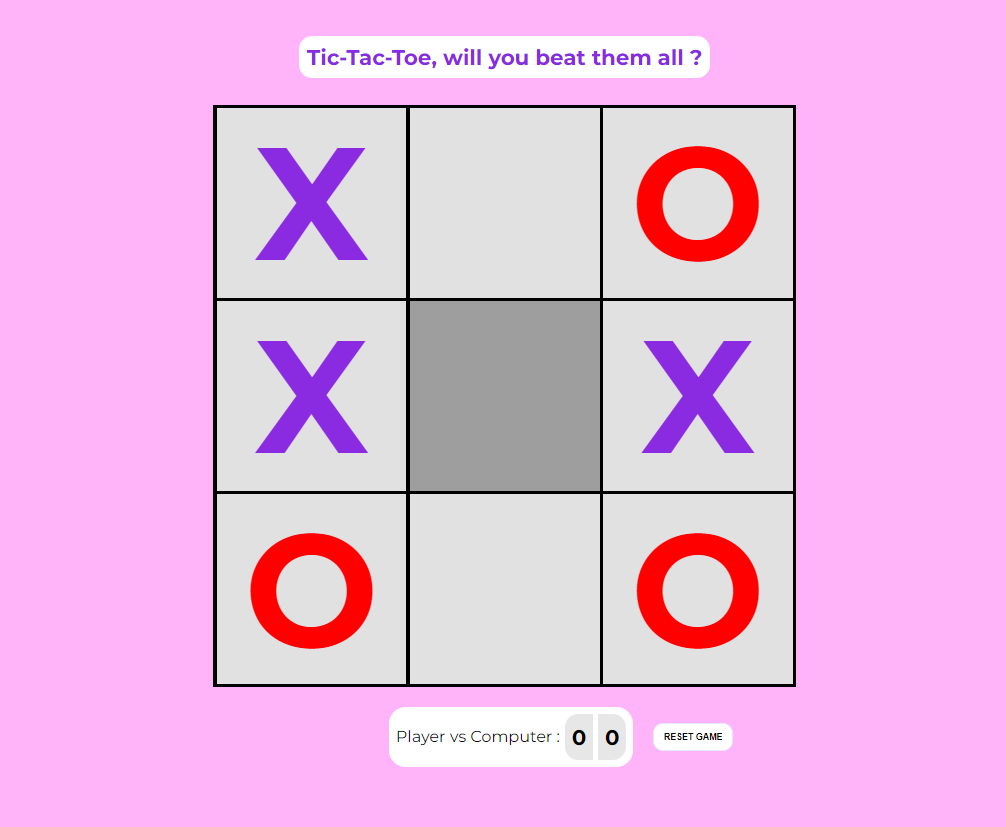 Tic-Tac-Toe, will you beat them all ?
X O
X X
O O
Player vs Computer : 0 0 RESET GAME